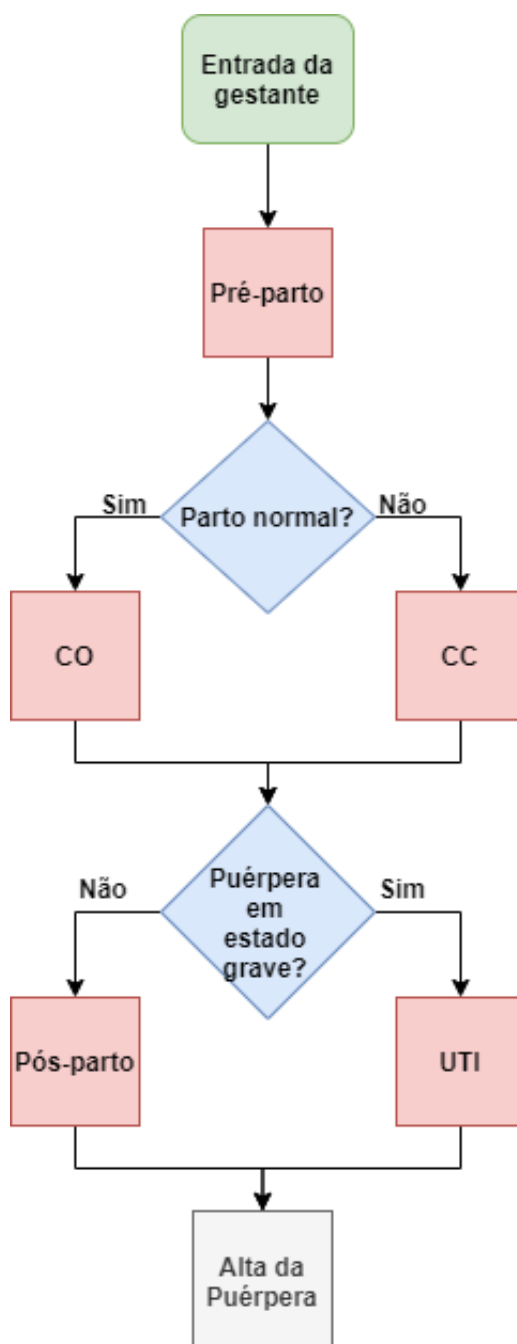 Entrada da
gestante
Pré-parto
Sim
Parto normal?
Não
CO
CC
Não
Puérpera
em
estado
grave?
Sim
Pós-parto
UTI
Alta da
Puérpera